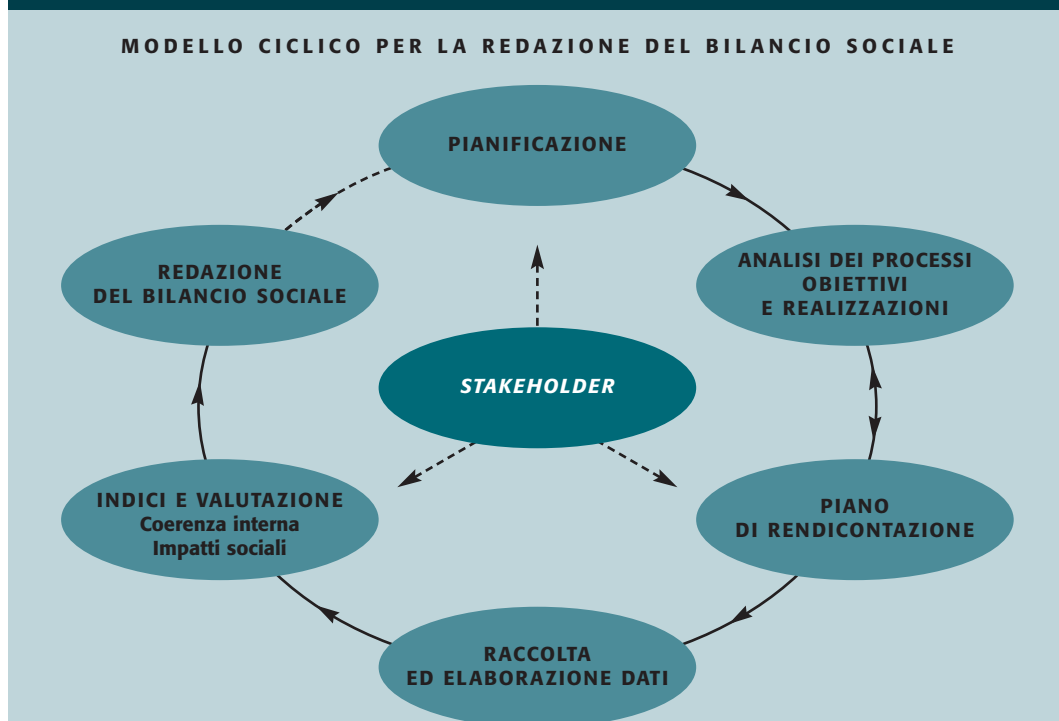 MODELLO CICLICO PER LA REDAZIONE DEL BILANCIO SOCIALE
PIANIFICAZIONE
ANALISI DEI PROCESSI
OBIETTIVI
E REALIZZAZIONI
PIANO
DI RENDICONTAZIONE
RACCOLTA
ED ELABORAZIONE DATI
INDICI E VALUTAZIONE
Coerenza interna
Impatti sociali
REDAZIONE
DEL BILANCIO SOCIALE
STAKEHOLDER